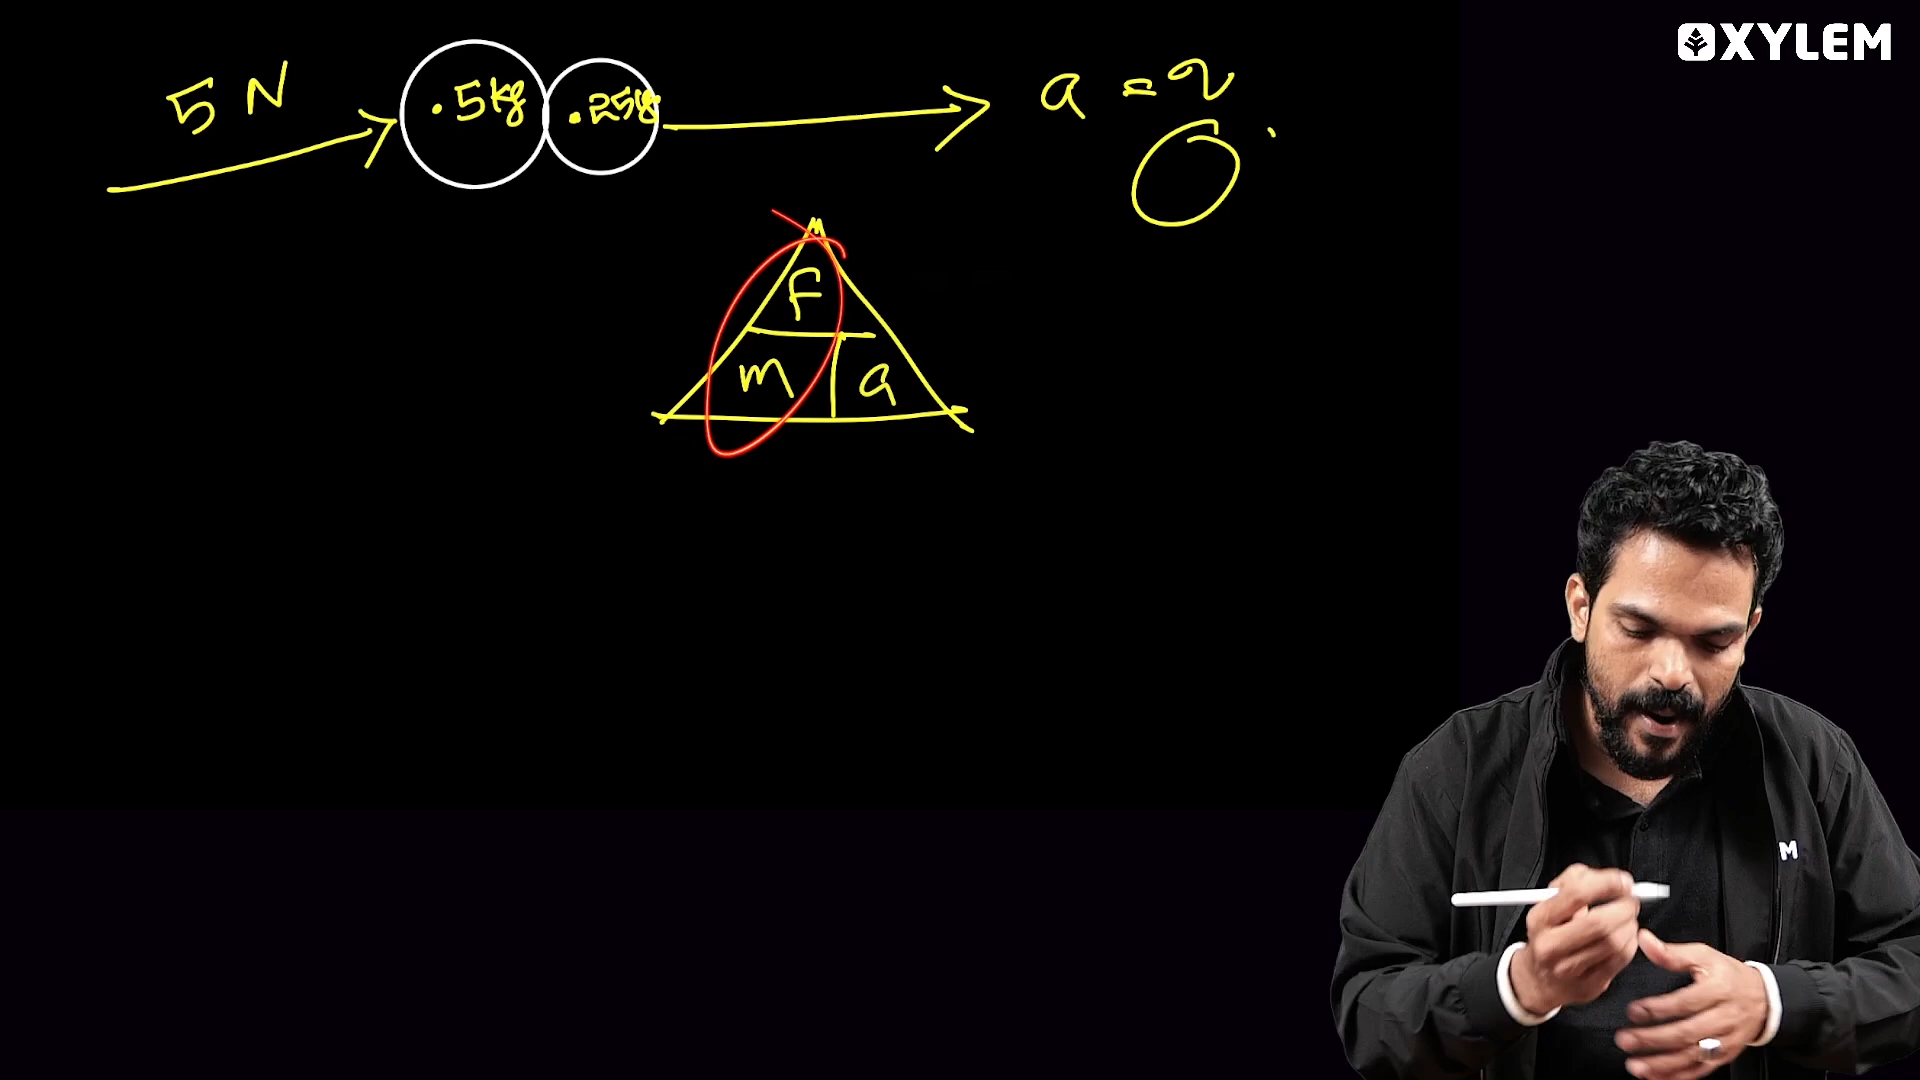 XYLEM
5 N
.5kg
.25kg
a = ?
F
m
a
M